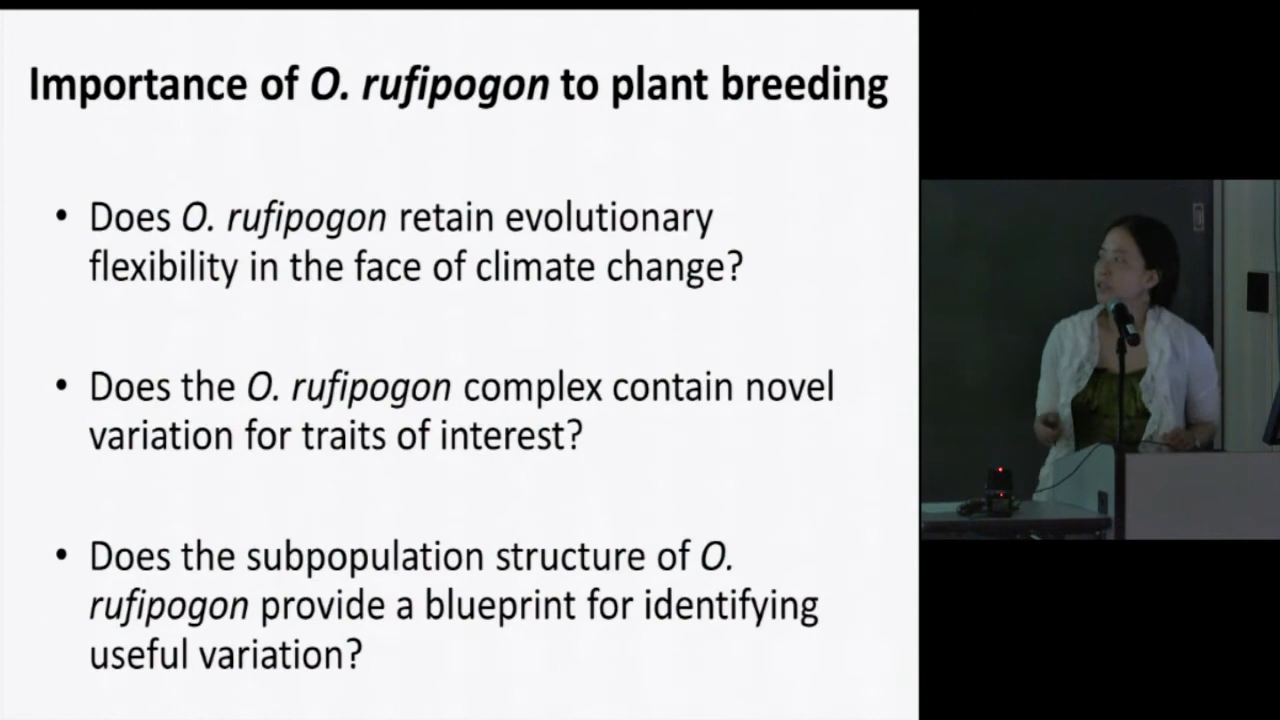 Importance of O. rufipogon to plant breeding
• Does O. rufipogon retain evolutionary
flexibility in the face of climate change?
• Does the O. rufipogon complex contain novel
variation for traits of interest?
• Does the subpopulation structure of O.
rufipogon provide a blueprint for identifying
useful variation?